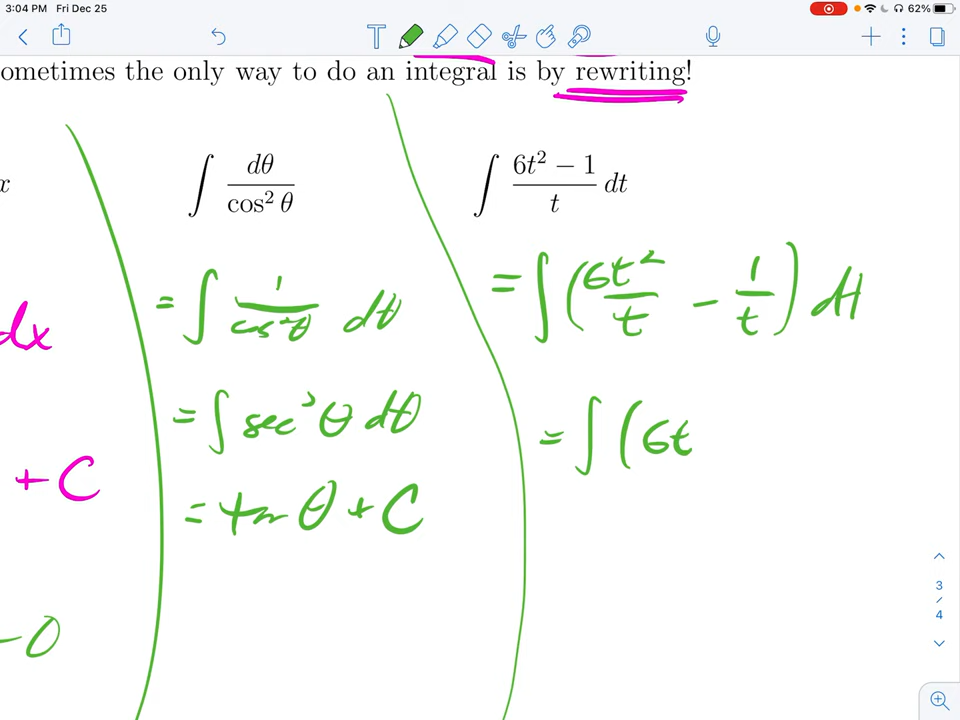 3:04 PM Fri Dec 25
62%
ometimes the only way to do an integral is by rewriting!
x
∫ dθ / cos² θ
∫ (6t² − 1) / t dt
dx
= ∫ 1 / cos²θ dθ
= ∫ (6t² / t − 1 / t) dt
= ∫ sec² θ dθ
= ∫ (6t
+ C
= tan θ + C
- 0
3 / 4